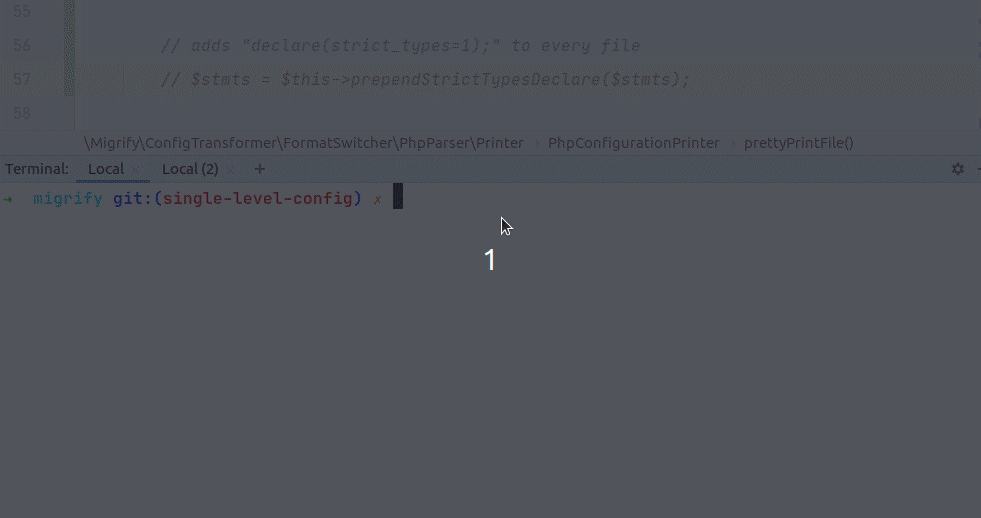 55
56 // adds "declare(strict_types=1);" to every file
57 // $stmts = $this->prependStrictTypesDeclare($stmts);
58
\Migrify\ConfigTransformer\FormatSwitcher\PhpParser\Printer › PhpConfigurationPrinter › prettyPrintFile()
Terminal: Local × Local (2) × +
→ migrify git:(single-level-config) ✗
1